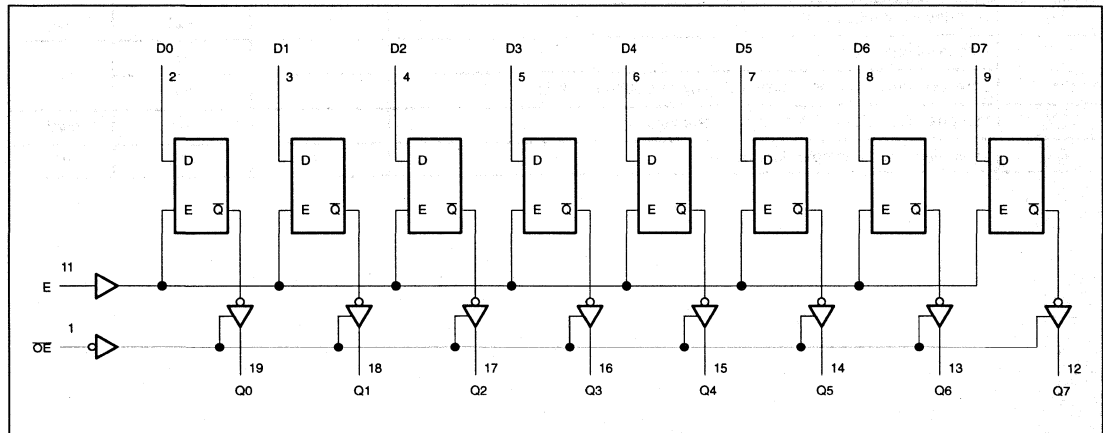 D0 D1 D2 D3 D4 D5 D6 D7
2 3 4 5 6 7 8 9
D D D D D D D D
E Q̅ E Q̅ E Q̅ E Q̅ E Q̅ E Q̅ E Q̅ E Q̅
11
E
1
O̅E̅
19 18 17 16 15 14 13 12
Q0 Q1 Q2 Q3 Q4 Q5 Q6 Q7